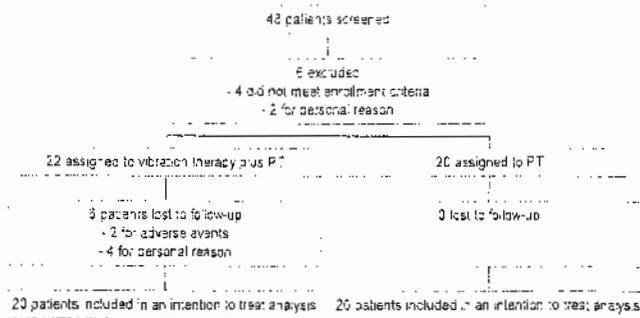 48 patients screened
6 excluded
- 4 did not meet enrollment criteria
- 2 for personal reason
22 assigned to vibration therapy plus PT
20 assigned to PT
6 patients lost to follow-up
- 2 for adverse events
- 4 for personal reason
0 lost to follow-up
20 patients included in an intention to treat analysis
20 patients included in an intention to treat analysis